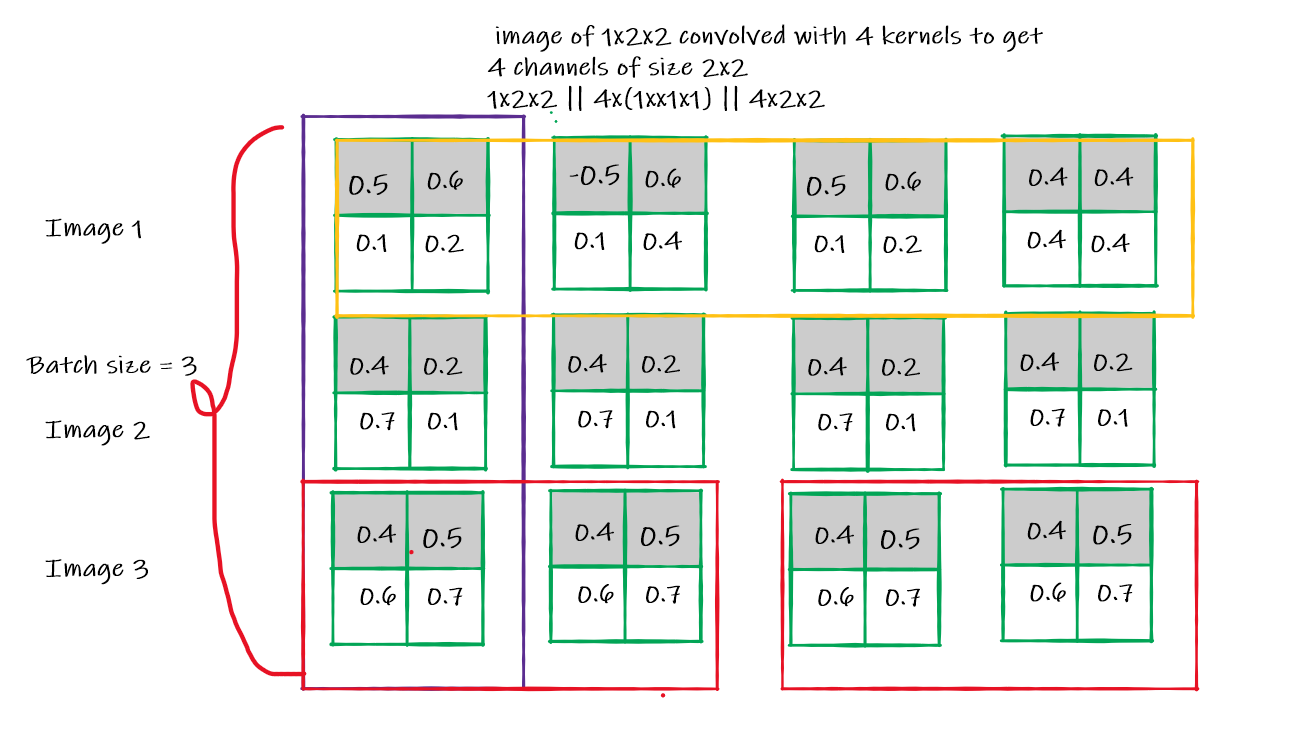 image of 1x2x2 convolved with 4 kernels to get
4 channels of size 2x2
1x2x2 || 4x(1xx1x1) || 4x2x2
0.5 0.6 -0.5 0.6 0.5 0.6 0.4 0.4
Image 1
0.1 0.2 0.1 0.4 0.1 0.2 0.4 0.4
Batch size = 3
0.4 0.2 0.4 0.2 0.4 0.2 0.4 0.2
Image 2
0.7 0.1 0.7 0.1 0.7 0.1 0.7 0.1
0.4 0.5 0.4 0.5 0.4 0.5 0.4 0.5
Image 3
0.6 0.7 0.6 0.7 0.6 0.7 0.6 0.7